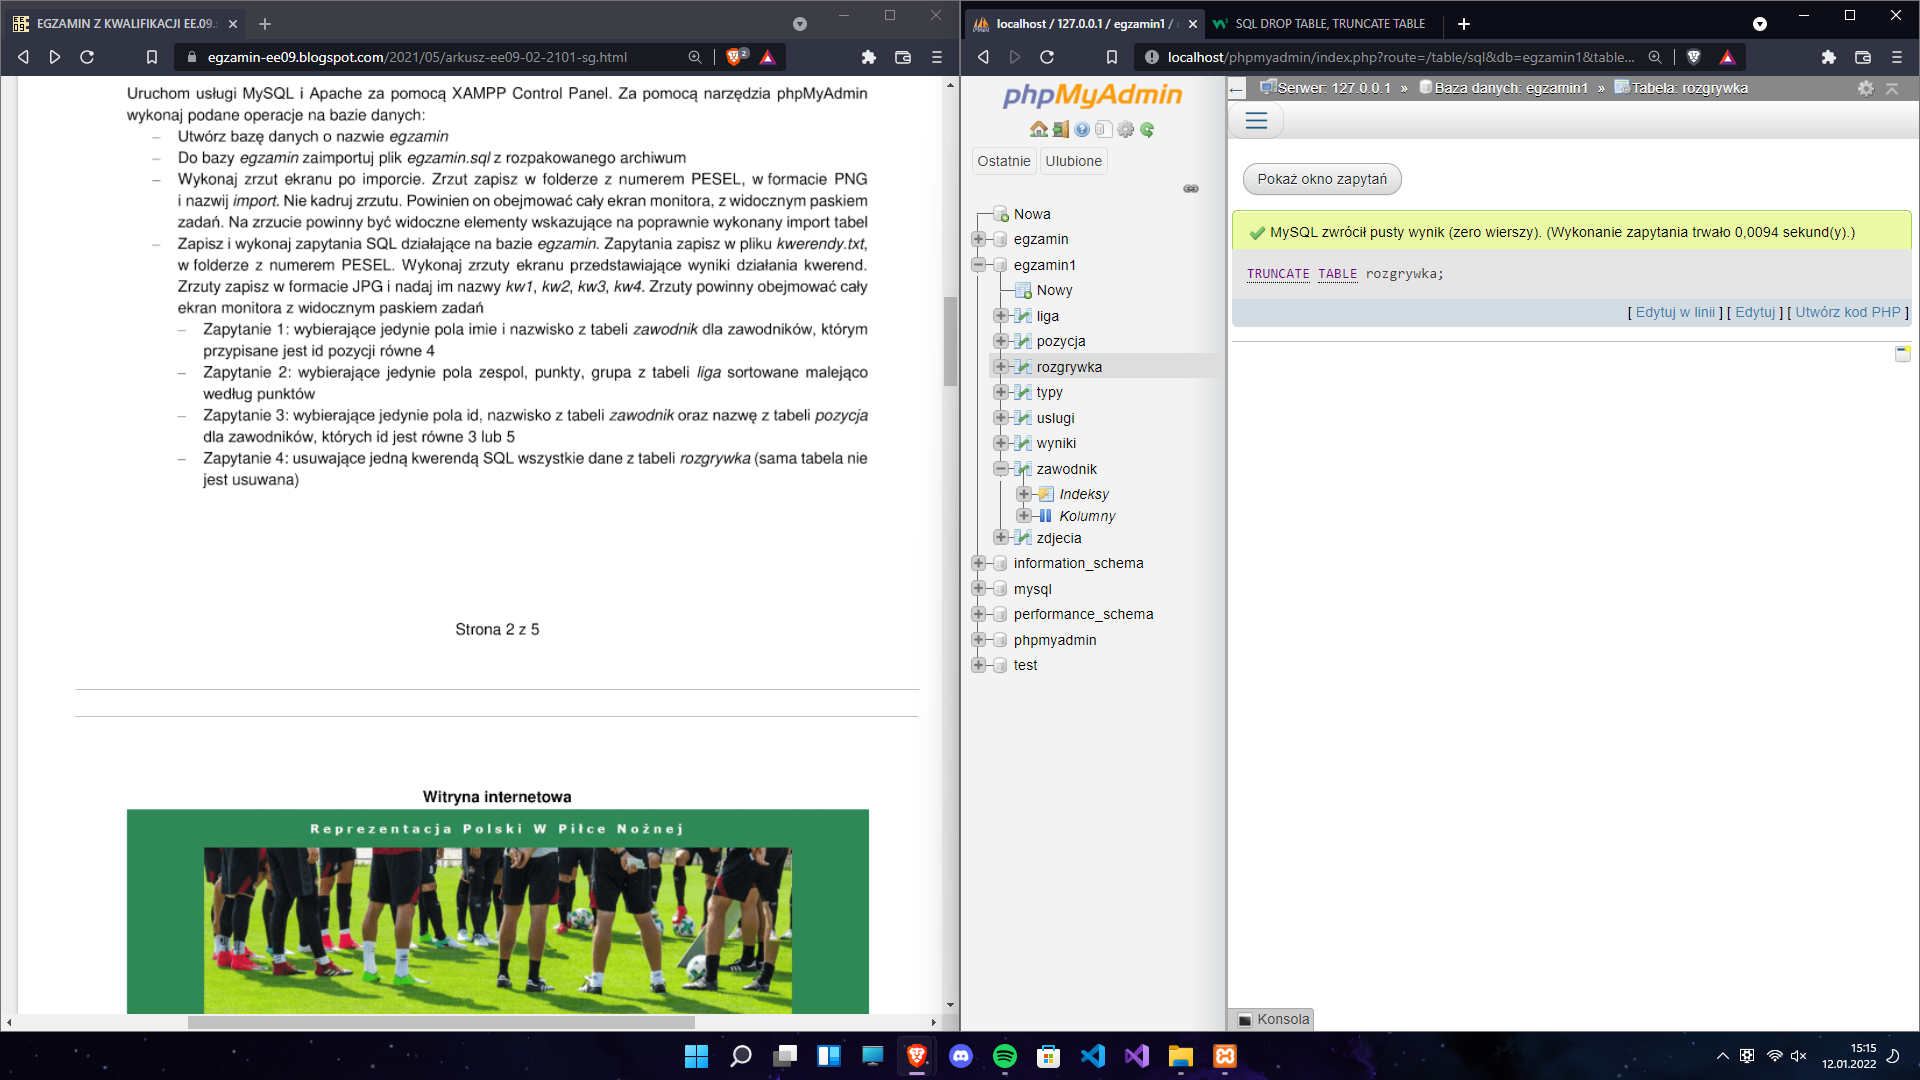 EGZAMIN Z KWALIFIKACJI EE.09.
egzamin-ee09.blogspot.com/2021/05/arkusz-ee09-02-2101-sg.html
2
Uruchom usługi MySQL i Apache za pomocą XAMPP Control Panel. Za pomocą narzędzia phpMyAdmin
wykonaj podane operacje na bazie danych:
– Utwórz bazę danych o nazwie egzamin
– Do bazy egzamin zaimportuj plik egzamin.sql z rozpakowanego archiwum
– Wykonaj zrzut ekranu po imporcie. Zrzut zapisz w folderze z numerem PESEL, w formacie PNG
i nazwij import. Nie kadruj zrzutu. Powinien on obejmować cały ekran monitora, z widocznym paskiem
zadań. Na zrzucie powinny być widoczne elementy wskazujące na poprawnie wykonany import tabel
– Zapisz i wykonaj zapytania SQL działające na bazie egzamin. Zapytania zapisz w pliku kwerendy.txt,
w folderze z numerem PESEL. Wykonaj zrzuty ekranu przedstawiające wyniki działania kwerend.
Zrzuty zapisz w formacie JPG i nadaj im nazwy kw1, kw2, kw3, kw4. Zrzuty powinny obejmować cały
ekran monitora z widocznym paskiem zadań
– Zapytanie 1: wybierające jedynie pola imie i nazwisko z tabeli zawodnik dla zawodników, którym
przypisane jest id pozycji równe 4
– Zapytanie 2: wybierające jedynie pola zespol, punkty, grupa z tabeli liga sortowane malejąco
według punktów
– Zapytanie 3: wybierające jedynie pola id, nazwisko z tabeli zawodnik oraz nazwę z tabeli pozycja
dla zawodników, których id jest równe 3 lub 5
– Zapytanie 4: usuwające jedną kwerendą SQL wszystkie dane z tabeli rozgrywka (sama tabela nie
jest usuwana)
Strona 2 z 5
Witryna internetowa
Reprezentacja Polski W Piłce Nożnej
localhost / 127.0.0.1 / egzamin1 /
SQL DROP TABLE, TRUNCATE TABLE
localhost/phpmyadmin/index.php?route=/table/sql&db=egzamin1&table...
phpMyAdmin
Ostatnie
Ulubione
Nowa
egzamin
egzamin1
Nowy
liga
pozycja
rozgrywka
typy
uslugi
wyniki
zawodnik
Indeksy
Kolumny
zdjecia
information_schema
mysql
performance_schema
phpmyadmin
test
Serwer: 127.0.0.1 » Baza danych: egzamin1 » Tabela: rozgrywka
Pokaż okno zapytań
MySQL zwrócił pusty wynik (zero wierszy). (Wykonanie zapytania trwało 0,0094 sekund(y).)
TRUNCATE TABLE rozgrywka;
[ Edytuj w linii ] [ Edytuj ] [ Utwórz kod PHP ]
Konsola
15:15
12.01.2022